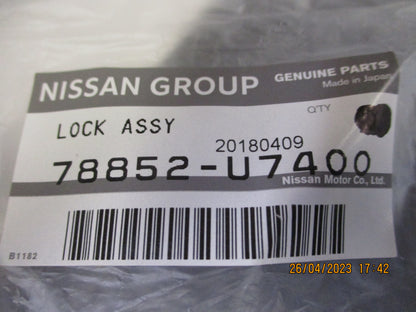 NISSAN GROUP
GENUINE PARTS
Made in Japan
LOCK ASSY
QTY
20180409
78852-U7400
Nissan Motor Co., Ltd.
B1182
26/04/2023 17:42